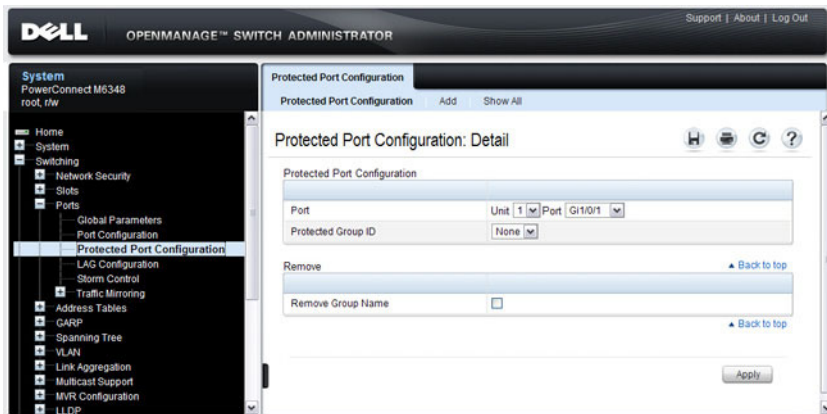 Support | About | Log Out
DELL OPENMANAGE™ SWITCH ADMINISTRATOR
System
PowerConnect M6348
root, r/w
Home
System
Switching
Network Security
Slots
Ports
Global Parameters
Port Configuration
Protected Port Configuration
LAG Configuration
Storm Control
Traffic Mirroring
Address Tables
GARP
Spanning Tree
VLAN
Link Aggregation
Multicast Support
MVR Configuration
LLDP
Protected Port Configuration
Protected Port Configuration Add Show All
Protected Port Configuration: Detail
Protected Port Configuration
Port Unit 1 Port Gi1/0/1
Protected Group ID None
Remove ▲ Back to top
Remove Group Name
▲ Back to top
Apply